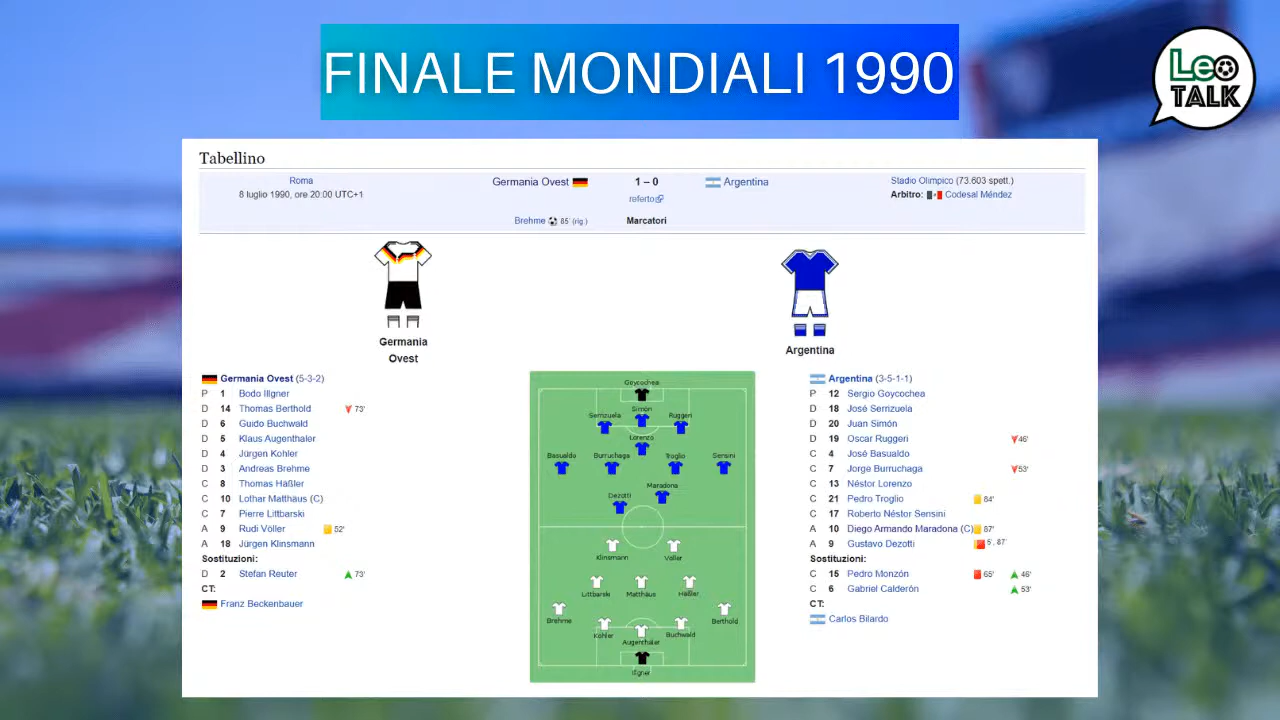 FINALE MONDIALI 1990
Leo
TALK
Tabellino
Roma
8 luglio 1990, ore 20:00 UTC+1
Germania Ovest 1 – 0 Argentina
referto
Brehme 85' (rig.) Marcatori
Stadio Olimpico (73.603 spett.)
Arbitro: Codesal Méndez
Germania
Ovest
Argentina
Germania Ovest (5-3-2)
P 1 Bodo Illgner
D 14 Thomas Berthold 73'
D 6 Guido Buchwald
D 5 Klaus Augenthaler
D 4 Jürgen Kohler
D 3 Andreas Brehme
C 8 Thomas Häßler
C 10 Lothar Matthäus (C)
C 7 Pierre Littbarski
A 9 Rudi Völler 52'
A 18 Jürgen Klinsmann
Sostituzioni:
D 2 Stefan Reuter 73'
CT:
Franz Beckenbauer
Goycochea
Simón
Serrizuela Ruggeri
Lorenzo
Basualdo Burruchaga Troglio Sensini
Maradona
Dezotti
Klinsmann Völler
Littbarski Matthäus Häßler
Brehme Berthold
Kohler Buchwald
Augenthaler
Illgner
Argentina (3-5-1-1)
P 12 Sergio Goycochea
D 18 José Serrizuela
D 20 Juan Simón
D 19 Oscar Ruggeri 46'
C 4 José Basualdo
C 7 Jorge Burruchaga 53'
C 13 Néstor Lorenzo
C 21 Pedro Troglio 84'
C 17 Roberto Néstor Sensini
A 10 Diego Armando Maradona (C) 87'
A 9 Gustavo Dezotti 5', 87'
Sostituzioni:
C 15 Pedro Monzón 65' 46'
C 6 Gabriel Calderón 53'
CT:
Carlos Bilardo